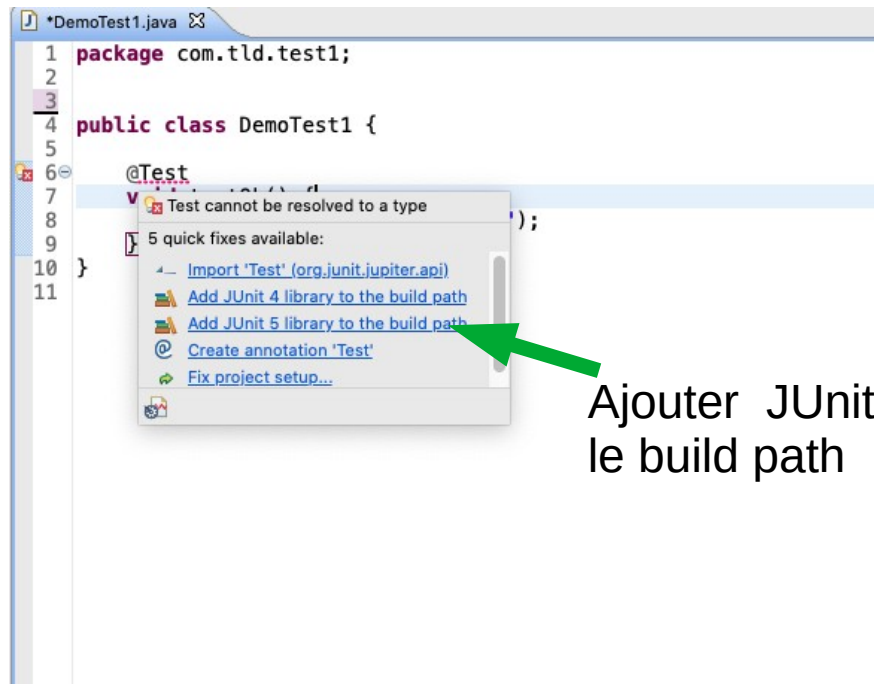 *DemoTest1.java
1 package com.tld.test1;
2
3
4 public class DemoTest1 {
5
6 @Test
7 {
Test cannot be resolved to a type
8 ");
5 quick fixes available:
9 }
Import 'Test' (org.junit.jupiter.api)
10 }
Add JUnit 4 library to the build path
11
Add JUnit 5 library to the build path
Create annotation 'Test'
Fix project setup...
Ajouter JUnit
le build path